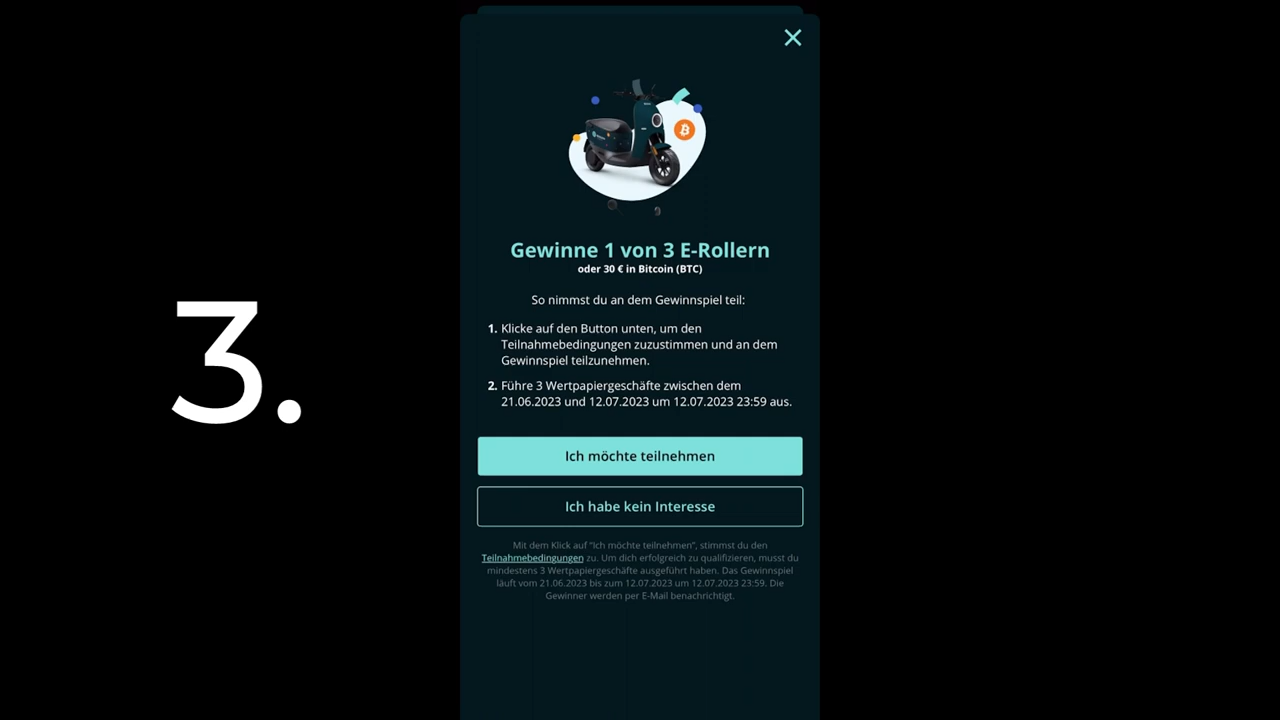 3.
Gewinne 1 von 3 E-Rollern
oder 30 € in Bitcoin (BTC)
So nimmst du an dem Gewinnspiel teil:
1. Klicke auf den Button unten, um den
Teilnahmebedingungen zuzustimmen und an dem
Gewinnspiel teilzunehmen.
2. Führe 3 Wertpapiergeschäfte zwischen dem
21.06.2023 und 12.07.2023 um 12.07.2023 23:59 aus.
Ich möchte teilnehmen
Ich habe kein Interesse
Mit dem Klick auf “Ich möchte teilnehmen”, stimmst du den
Teilnahmebedingungen zu. Um dich erfolgreich zu qualifizieren, musst du
mindestens 3 Wertpapiergeschäfte ausgeführt haben. Das Gewinnspiel
läuft vom 21.06.2023 bis zum 12.07.2023 um 12.07.2023 23:59. Die
Gewinner werden per E-Mail benachrichtigt.